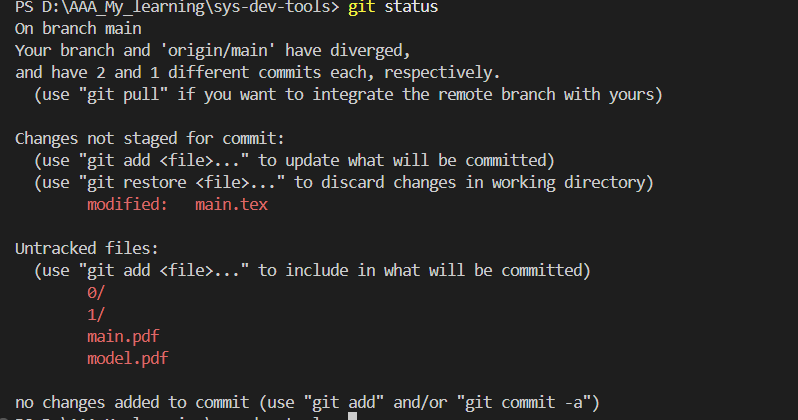 PS D:\AAA_My_learning\sys-dev-tools> git status
On branch main
Your branch and 'origin/main' have diverged,
and have 2 and 1 different commits each, respectively.
  (use "git pull" if you want to integrate the remote branch with yours)

Changes not staged for commit:
  (use "git add <file>..." to update what will be committed)
  (use "git restore <file>..." to discard changes in working directory)
        modified:   main.tex

Untracked files:
  (use "git add <file>..." to include in what will be committed)
        0/
        1/
        main.pdf
        model.pdf

no changes added to commit (use "git add" and/or "git commit -a")